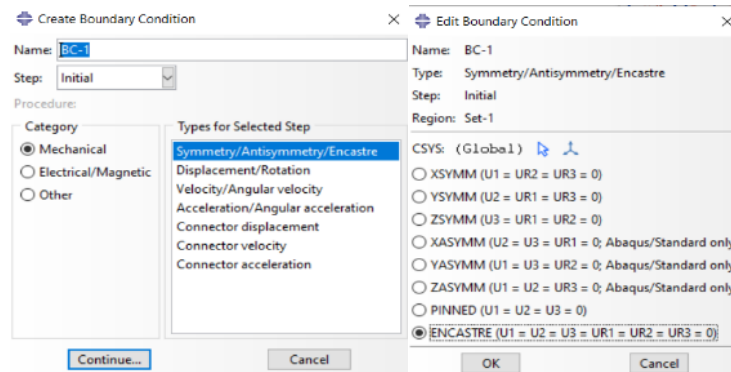 Create Boundary Condition
Name: BC-1
Step: Initial
Procedure:
Category
Mechanical
Electrical/Magnetic
Other
Types for Selected Step
Symmetry/Antisymmetry/Encastre
Displacement/Rotation
Velocity/Angular velocity
Acceleration/Angular acceleration
Connector displacement
Connector velocity
Connector acceleration
Continue...
Cancel
Edit Boundary Condition
Name: BC-1
Type: Symmetry/Antisymmetry/Encastre
Step: Initial
Region: Set-1
CSYS: (Global)
XSYMM (U1 = UR2 = UR3 = 0)
YSYMM (U2 = UR1 = UR3 = 0)
ZSYMM (U3 = UR1 = UR2 = 0)
XASYMM (U2 = U3 = UR1 = 0; Abaqus/Standard only
YASYMM (U1 = U3 = UR2 = 0; Abaqus/Standard only
ZASYMM (U1 = U2 = UR3 = 0; Abaqus/Standard only
PINNED (U1 = U2 = U3 = 0)
ENCASTRE (U1 = U2 = U3 = UR1 = UR2 = UR3 = 0)
OK
Cancel